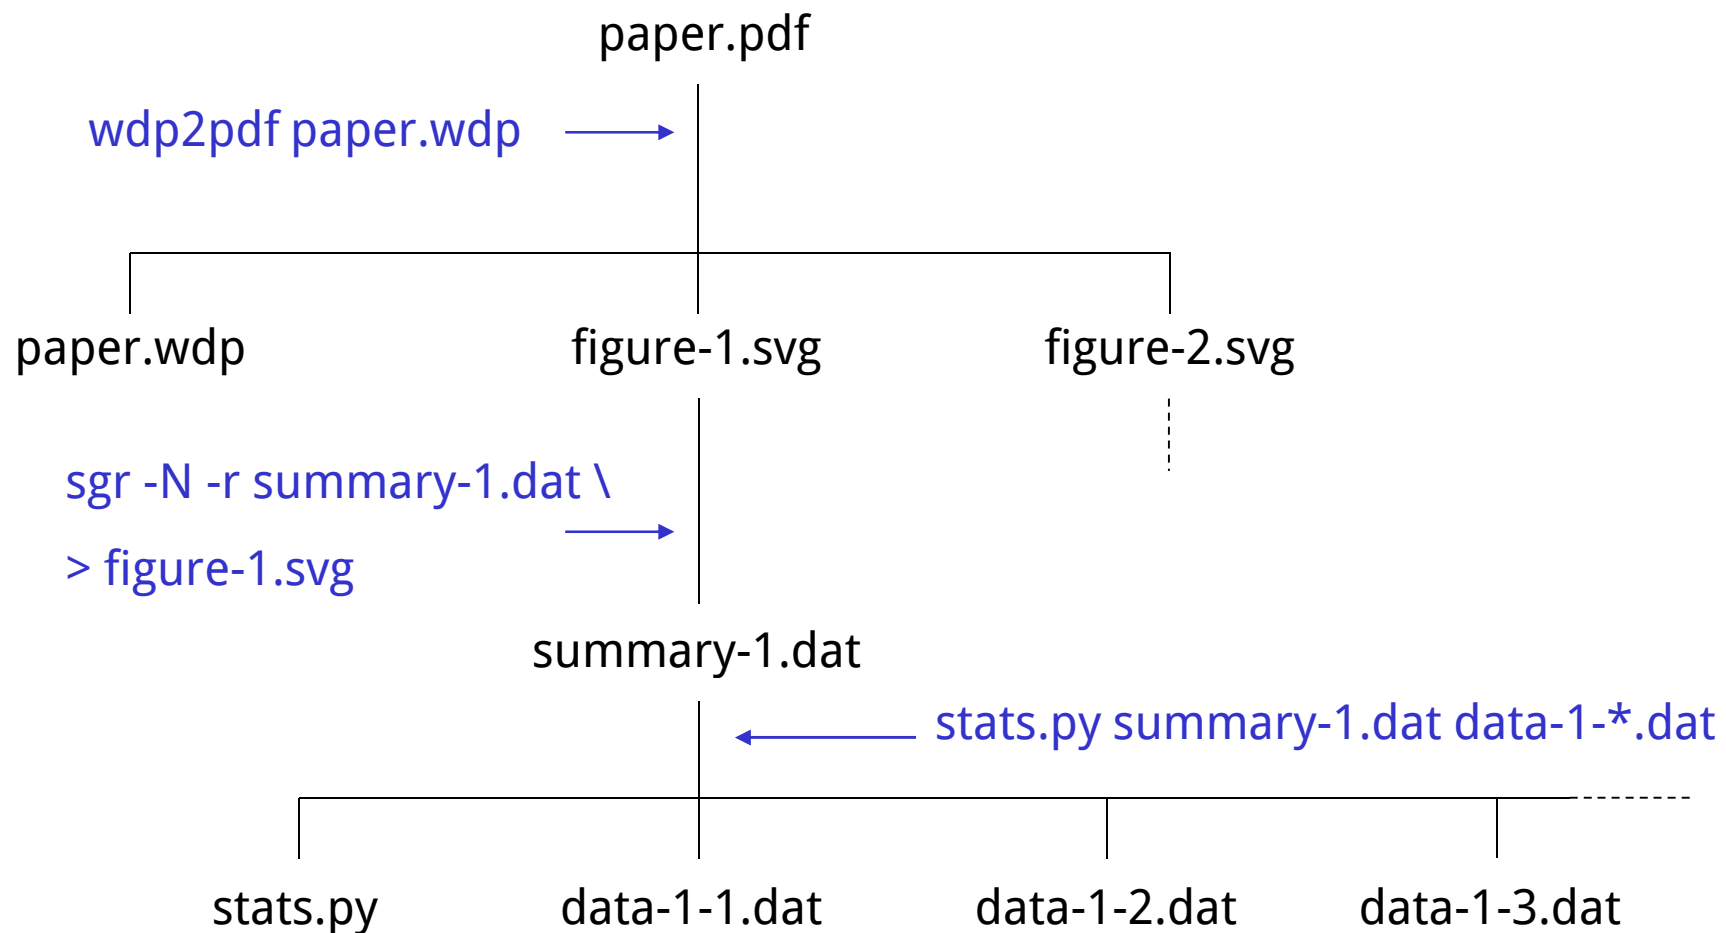 paper.pdf
wdp2pdf paper.wdp
paper.wdp
figure-1.svg
figure-2.svg
sgr -N -r summary-1.dat \
> figure-1.svg
summary-1.dat
stats.py summary-1.dat data-1-*.dat
stats.py
data-1-1.dat
data-1-2.dat
data-1-3.dat